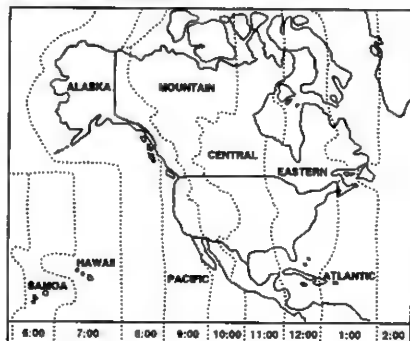 ALASKA
MOUNTAIN
CENTRAL
EASTERN
HAWAII
SAMOA
PACIFIC
ATLANTIC
6:00 7:00 8:00 9:00 10:00 11:00 12:00 1:00 2:00